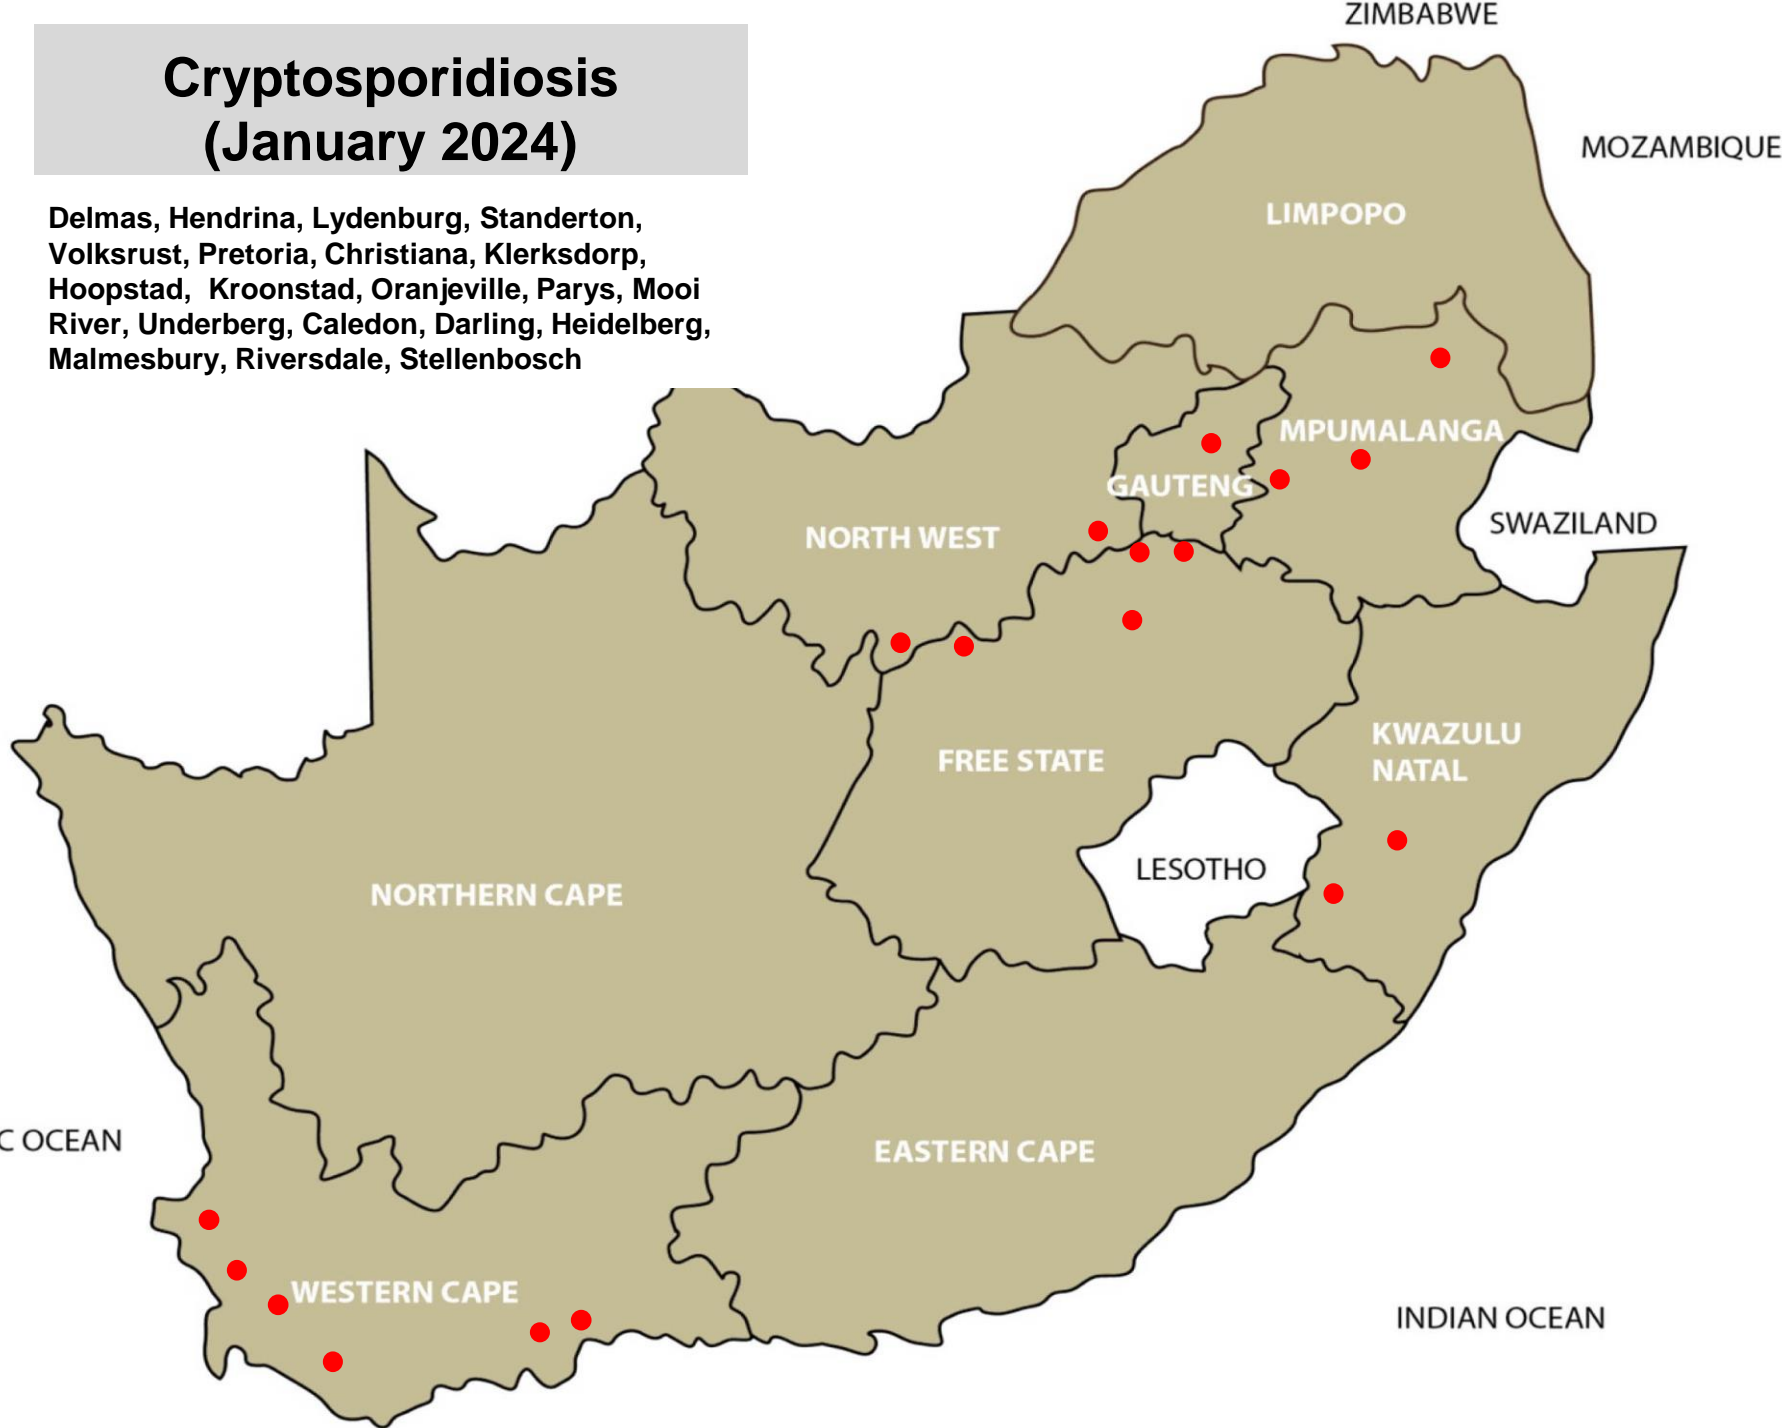 ZIMBABWE
Cryptosporidiosis
(January 2024)
MOZAMBIQUE
Delmas, Hendrina, Lydenburg, Standerton,
Volksrust, Pretoria, Christiana, Klerksdorp,
Hoopstad,  Kroonstad, Oranjeville, Parys, Mooi
River, Underberg, Caledon, Darling, Heidelberg,
Malmesbury, Riversdale, Stellenbosch
LIMPOPO
MPUMALANGA
GAUTENG
NORTH WEST
SWAZILAND
KWAZULU
NATAL
FREE STATE
LESOTHO
NORTHERN CAPE
C OCEAN
EASTERN CAPE
WESTERN CAPE
INDIAN OCEAN